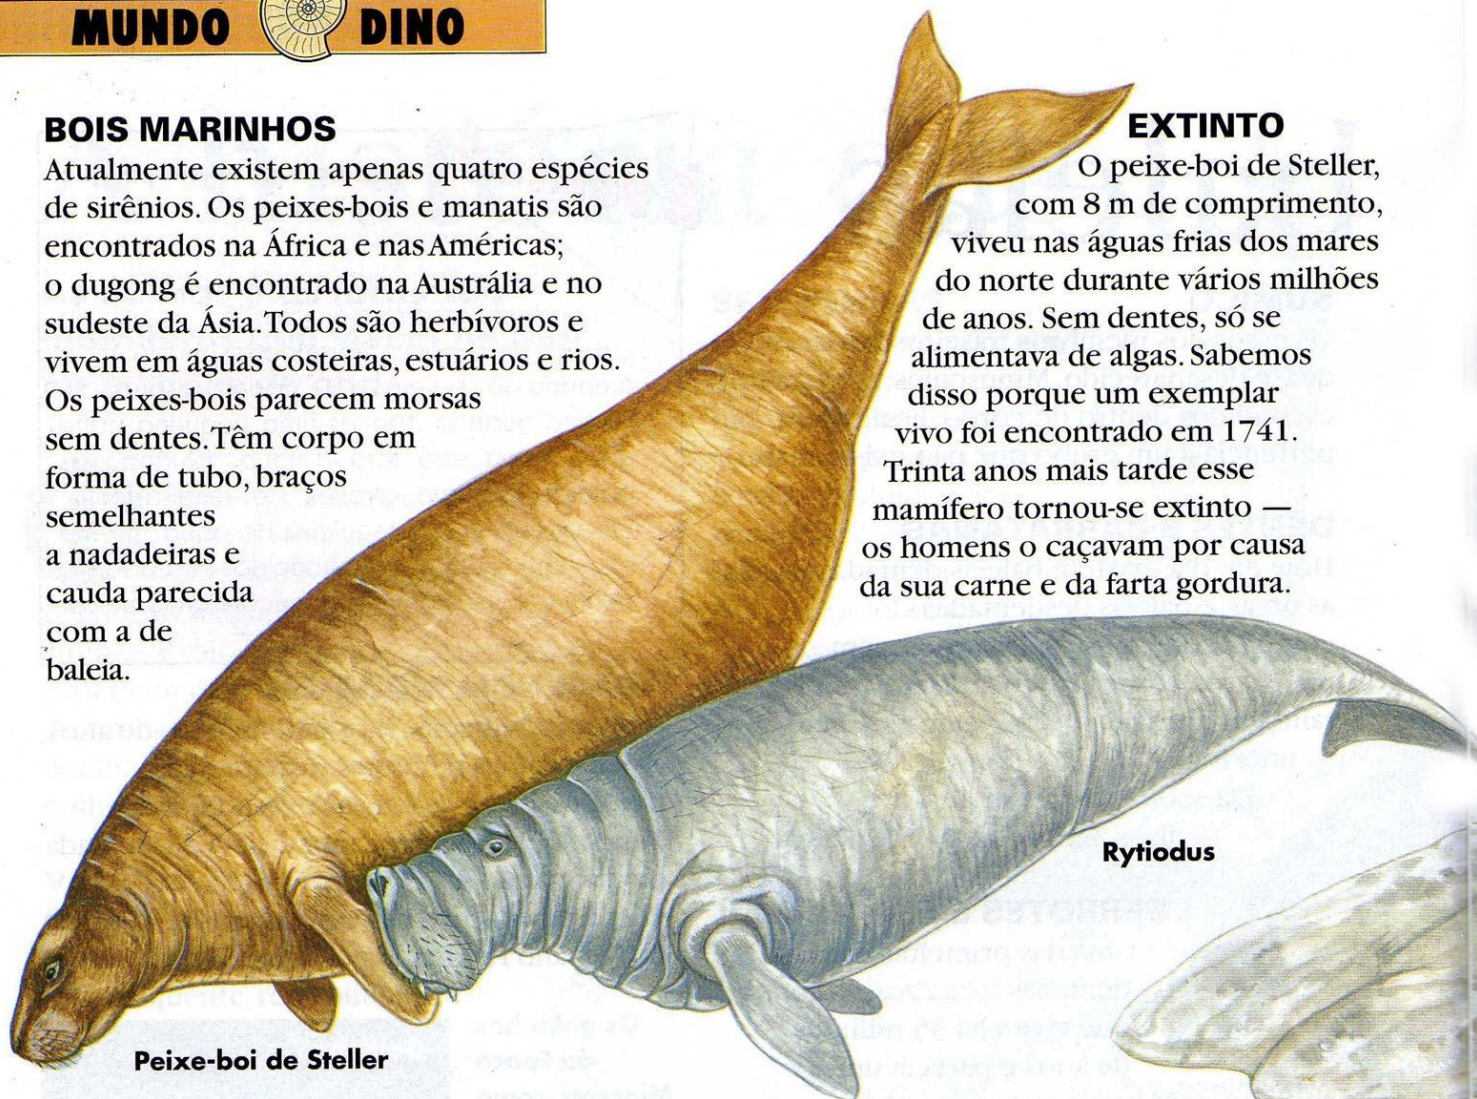 MUNDO DINO
BOIS MARINHOS
Atualmente existem apenas quatro espécies
de sirênios. Os peixes-bois e manatis são
encontrados na África e nas Américas;
o dugong é encontrado na Austrália e no
sudeste da Ásia. Todos são herbívoros e
vivem em águas costeiras, estuários e rios.
Os peixes-bois parecem morsas
sem dentes. Têm corpo em
forma de tubo, braços
semelhantes
a nadadeiras e
cauda parecida
com a de
baleia.
EXTINTO
O peixe-boi de Steller,
com 8 m de comprimento,
viveu nas águas frias dos mares
do norte durante vários milhões
de anos. Sem dentes, só se
alimentava de algas. Sabemos
disso porque um exemplar
vivo foi encontrado em 1741.
Trinta anos mais tarde esse
mamífero tornou-se extinto —
os homens o caçavam por causa
da sua carne e da farta gordura.
Rytiodus
Peixe-boi de Steller